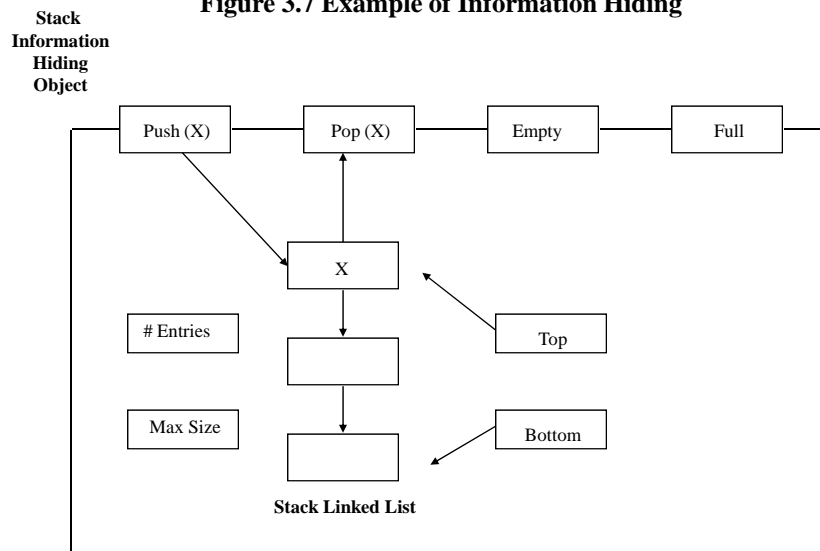 Figure 3.7 Example of Information Hiding
Stack
Information
Hiding
Object
Push (X)
Pop (X)
Empty
Full
X
# Entries
Top
Max Size
Bottom
Stack Linked List